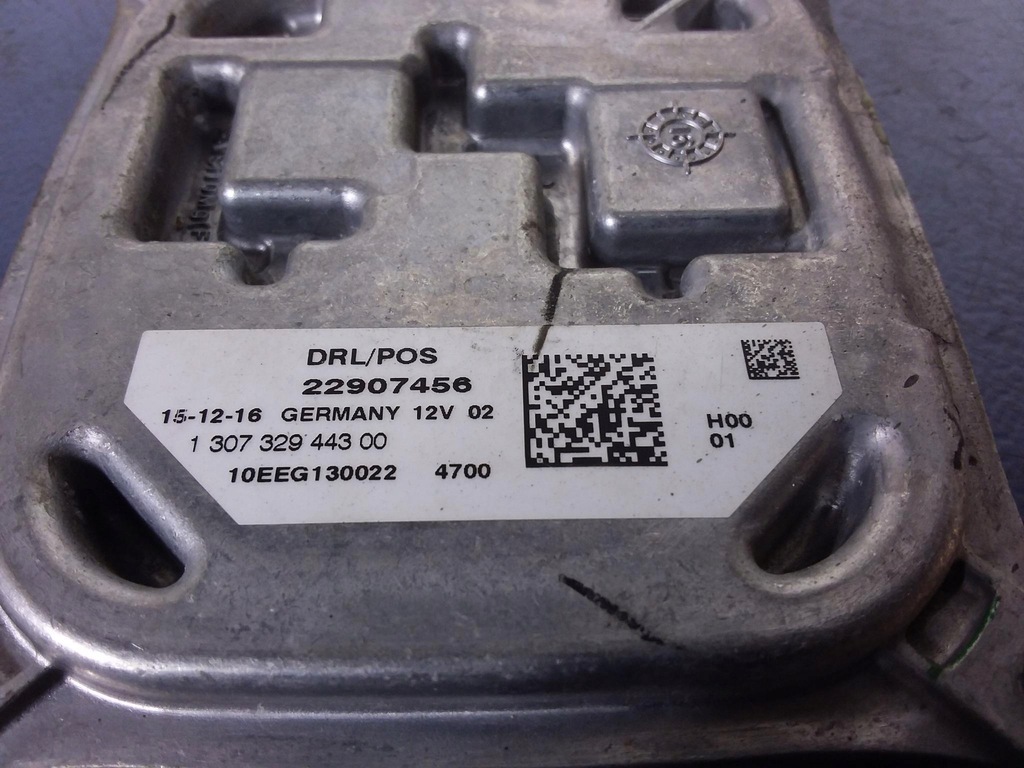 DRL/POS
22907456
15-12-16 GERMANY 12V 02
1 307 329 443 00
10EEG130022 4700
H00
01